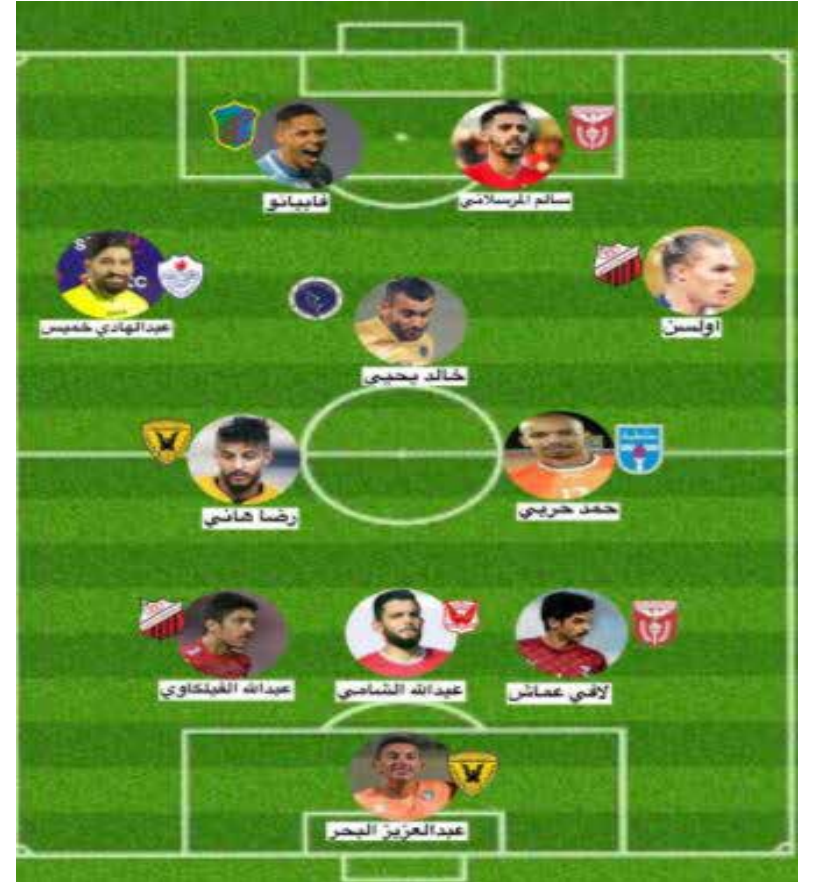 فابيانو
سالم المرسلاني
عبدالهادي خميس
اولسن
خالد يحيى
رضا هاني
حمد حربي
عبدالله الفيلكاوي
عبدالله الشامي
لافي عماش
عبدالعزيز البحر